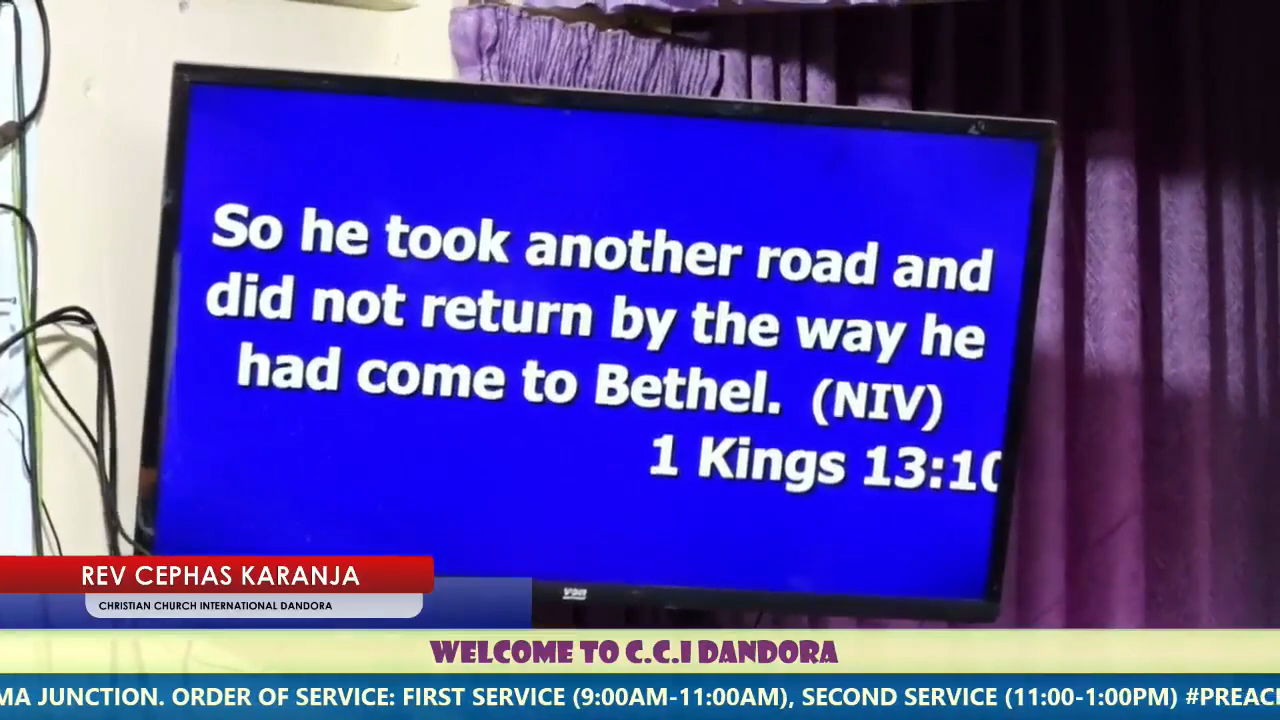 So he took another road and
did not return by the way he
had come to Bethel. (NIV)
1 Kings 13:10
REV CEPHAS KARANJA
CHRISTIAN CHURCH INTERNATIONAL DANDORA
WELCOME TO C.C.I DANDORA
MA JUNCTION. ORDER OF SERVICE: FIRST SERVICE (9:00AM-11:00AM), SECOND SERVICE (11:00-1:00PM) #PREACH